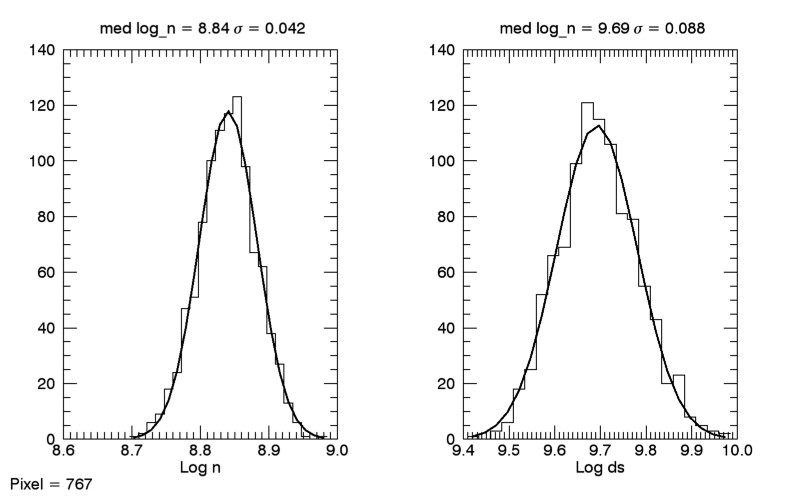 med log_n = 8.84 σ = 0.042
140
120
100
80
60
40
20
0
8.6 8.7 8.8 8.9 9.0
Log n
med log_n = 9.69 σ = 0.088
140
120
100
80
60
40
20
0
9.4 9.5 9.6 9.7 9.8 9.9 10.0
Log ds
Pixel = 767